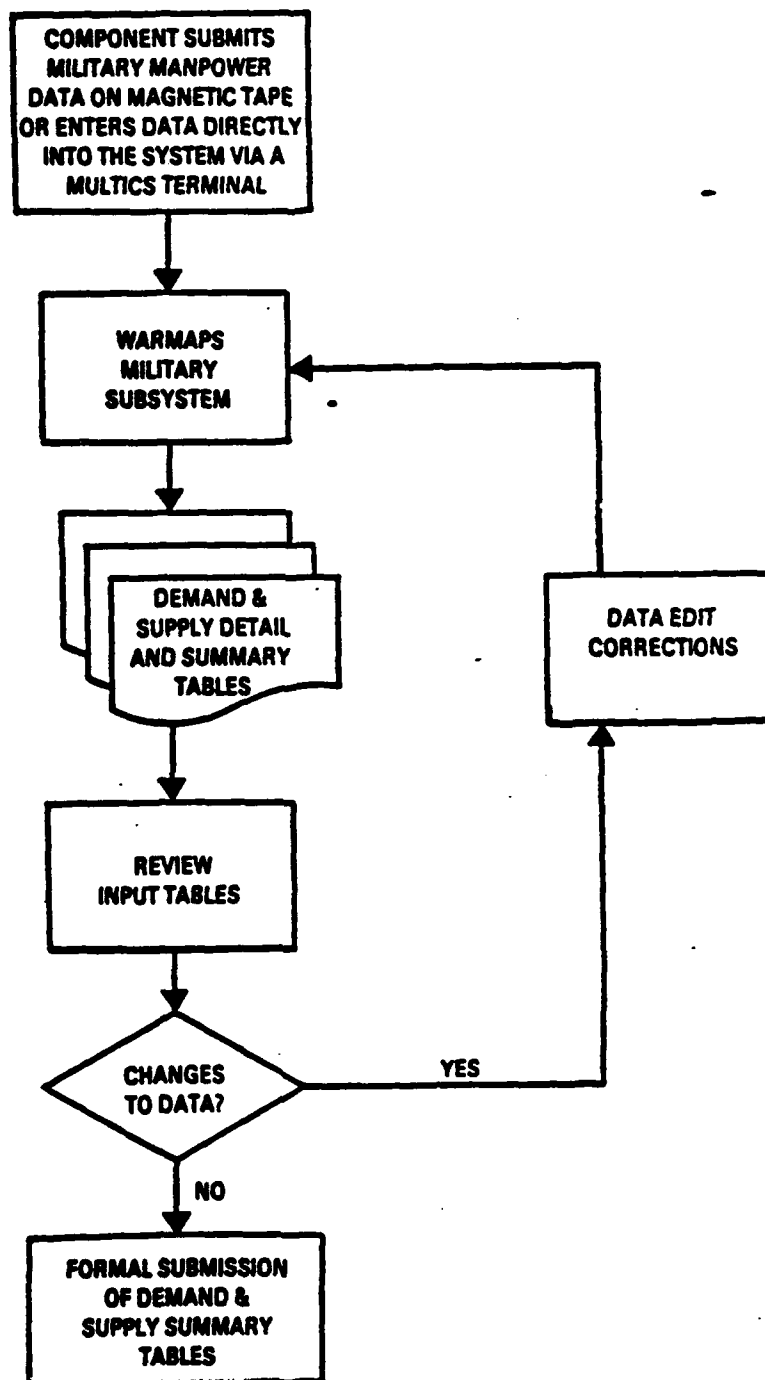 COMPONENT SUBMITS
MILITARY MANPOWER
DATA ON MAGNETIC TAPE
OR ENTERS DATA DIRECTLY
INTO THE SYSTEM VIA A
MULTICS TERMINAL
WARMAPS
MILITARY
SUBSYSTEM
DEMAND &
SUPPLY DETAIL
AND SUMMARY
TABLES
DATA EDIT
CORRECTIONS
REVIEW
INPUT TABLES
CHANGES
TO DATA?
YES
NO
FORMAL SUBMISSION
OF DEMAND &
SUPPLY SUMMARY
TABLES